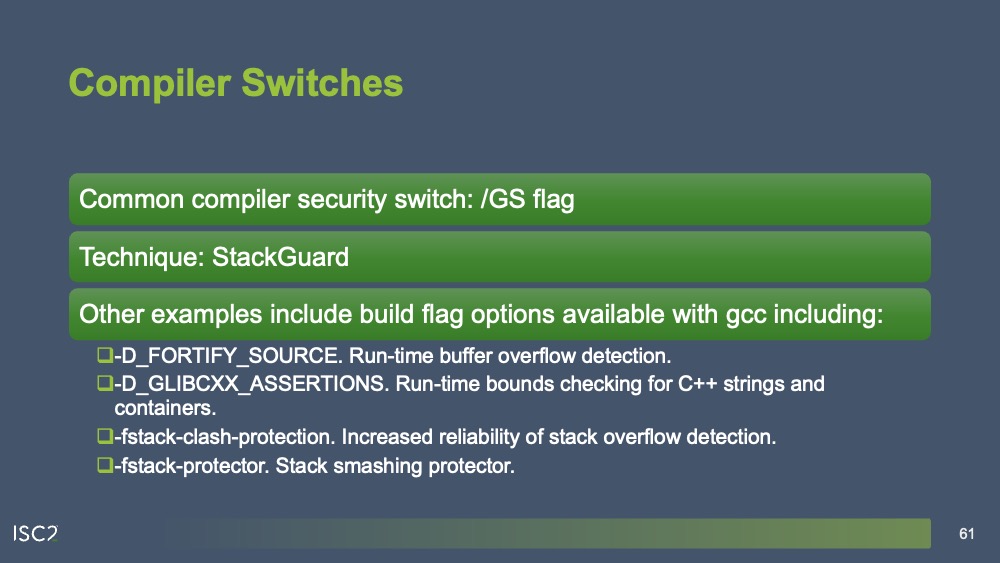 Compiler Switches
Common compiler security switch: /GS flag
Technique: StackGuard
Other examples include build flag options available with gcc including:
-D_FORTIFY_SOURCE. Run-time buffer overflow detection.
-D_GLIBCXX_ASSERTIONS. Run-time bounds checking for C++ strings and
containers.
-fstack-clash-protection. Increased reliability of stack overflow detection.
-fstack-protector. Stack smashing protector.
ISC2
61